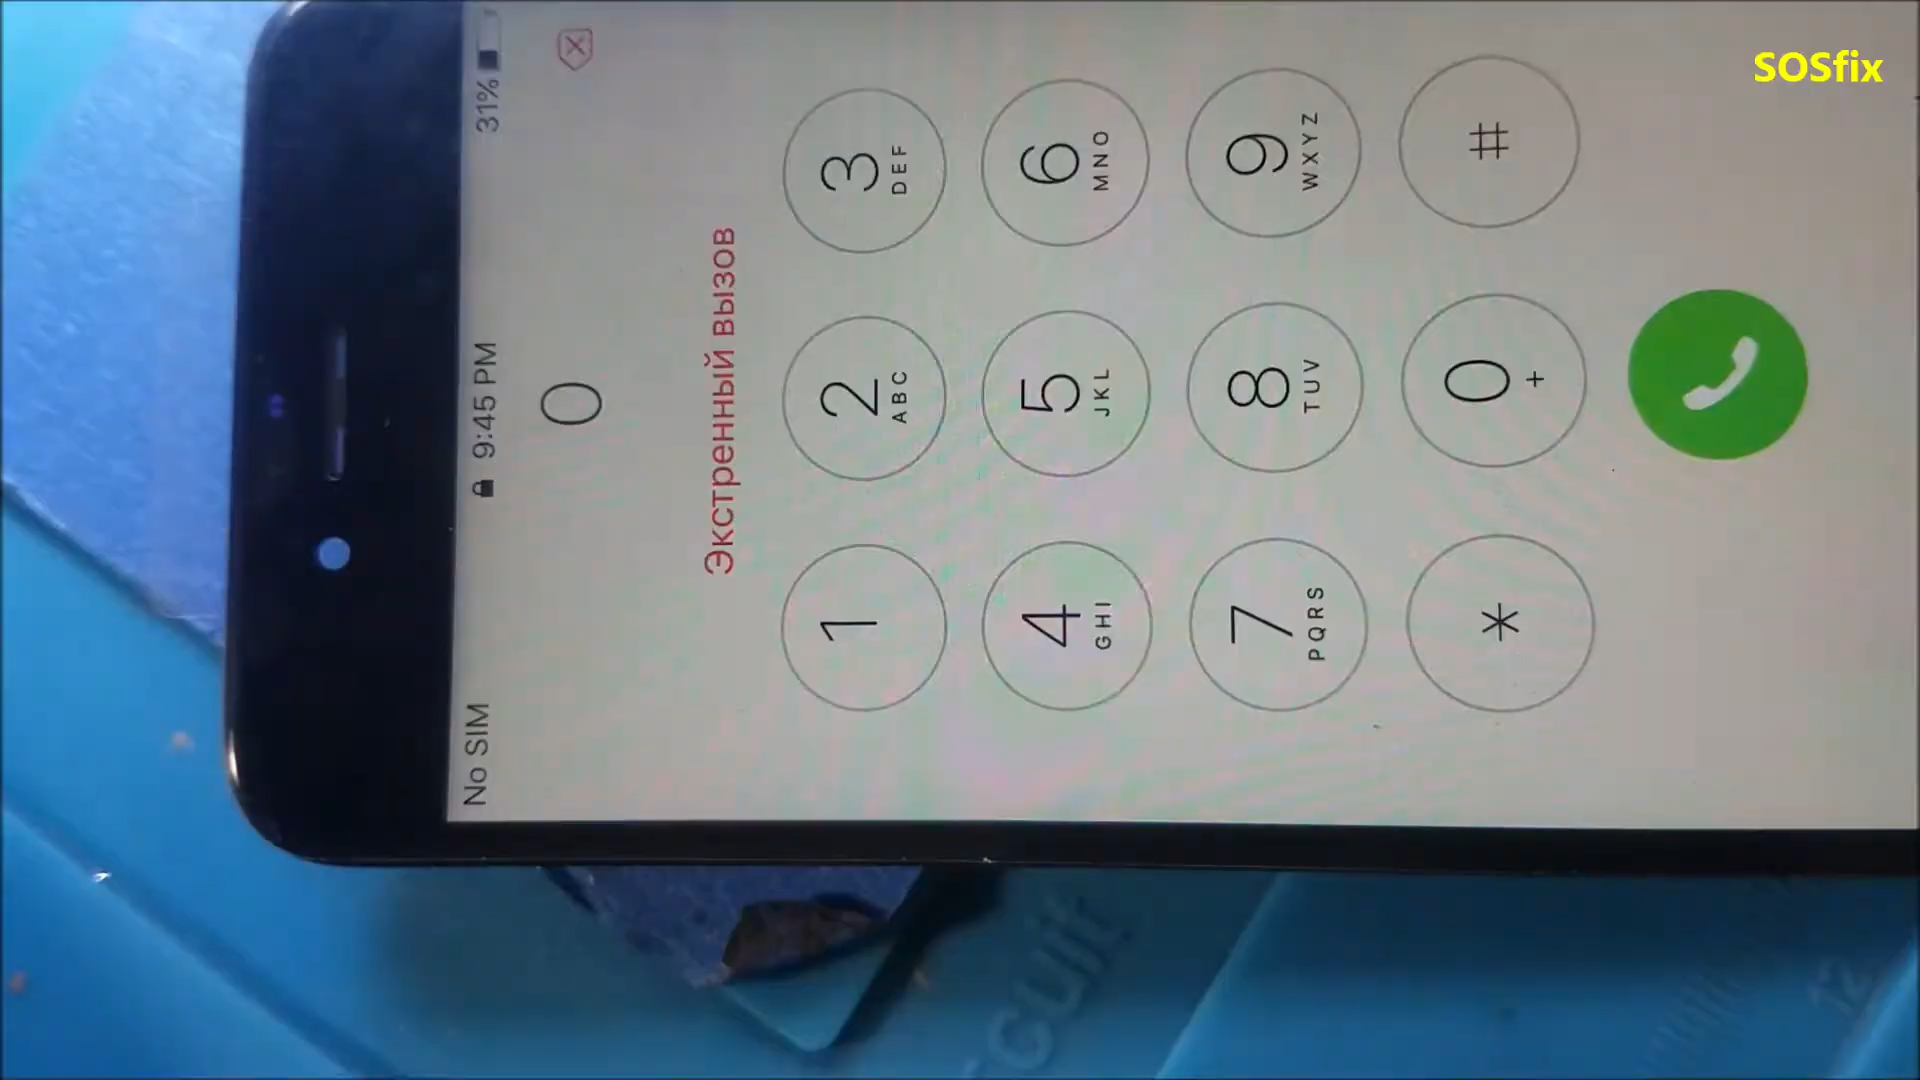 SOSfix
No SIM 9:45 PM 31%
0
Экстренный вызов
1
2 ABC
3 DEF
4 GHI
5 JKL
6 MNO
7 PQRS
8 TUV
9 WXYZ
*
0 +
#
12